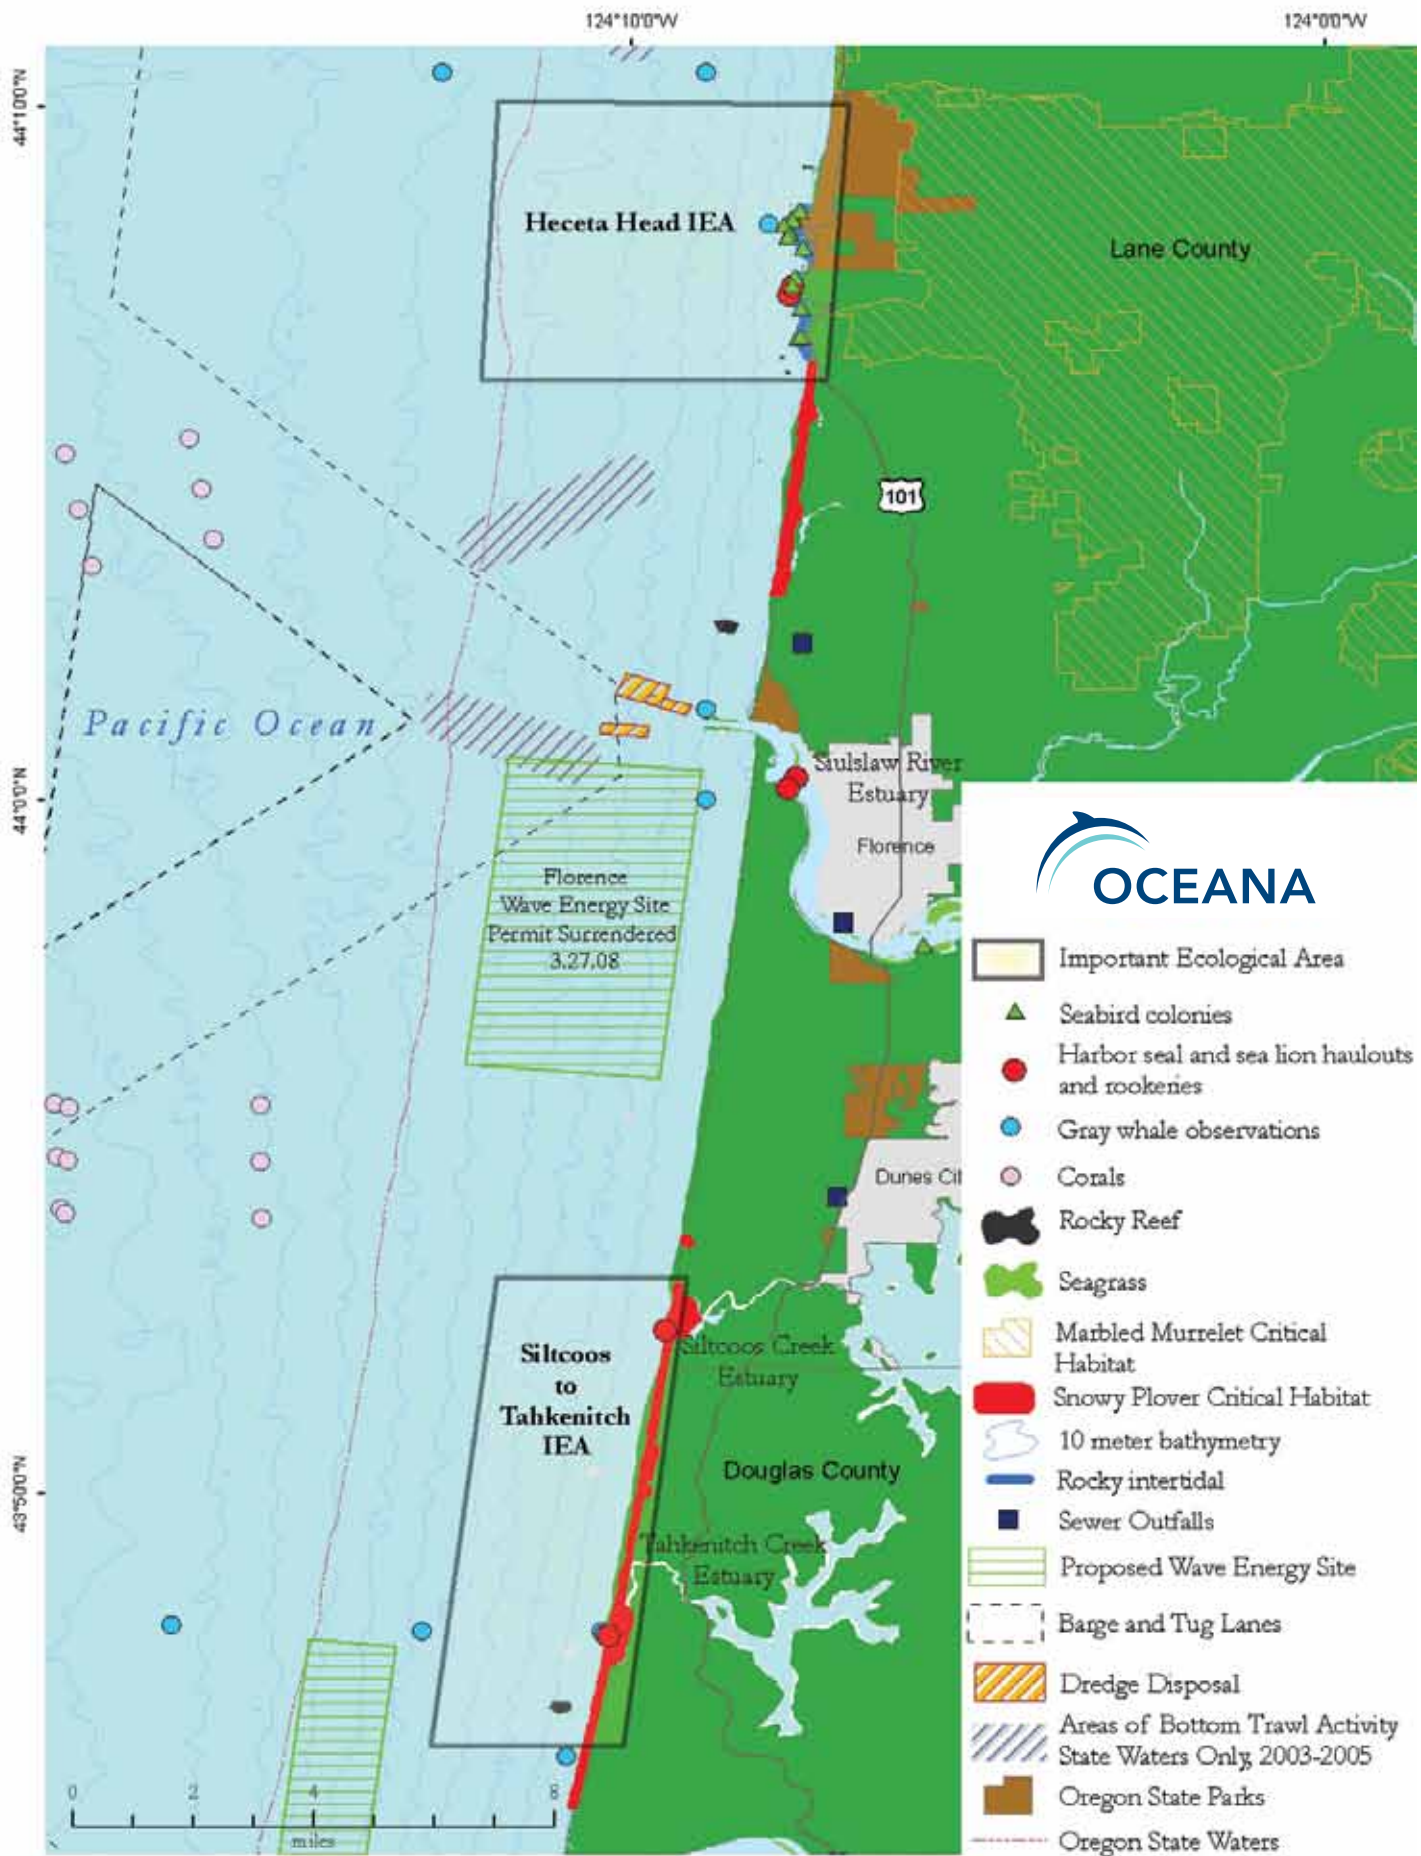 124°10'0"W
124°0'0"W
44°10'0"N
Heceta Head IEA
Lane County
101
Pacific Ocean
Siulslaw River
Estuary
44°0'0"N
Florence
Florence
Wave Energy Site
Permit Surrendered
3.27.08
OCEANA
Important Ecological Area
Seabird colonies
Harbor seal and sea lion haulouts
and rookeries
Gray whale observations
Corals
Rocky Reef
Seagrass
Marbled Murrelet Critical
Habitat
Snowy Plover Critical Habitat
10 meter bathymetry
Rocky intertidal
Sewer Outfalls
Proposed Wave Energy Site
Barge and Tug Lanes
Dredge Disposal
Areas of Bottom Trawl Activity
State Waters Only, 2003-2005
Oregon State Parks
Oregon State Waters
Dunes Cit
Siltcoos
to
Tahkenitch
IEA
Siltcoos Creek
Estuary
Douglas County
43°50'0"N
Tahkenitch Creek
Estuary
0 2 4 8
miles